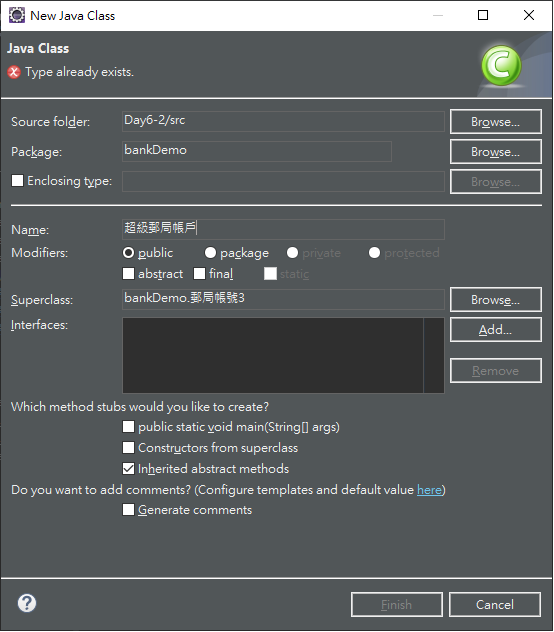 New Java Class
Java Class
Type already exists.
Source folder: Day6-2/src Browse...
Package: bankDemo Browse...
Enclosing type: Browse...
Name: 超級郵局帳戶
Modifiers: public package private protected
abstract final static
Superclass: bankDemo.郵局帳號3 Browse...
Interfaces: Add...
Remove
Which method stubs would you like to create?
public static void main(String[] args)
Constructors from superclass
Inherited abstract methods
Do you want to add comments? (Configure templates and default value here)
Generate comments
? Finish Cancel